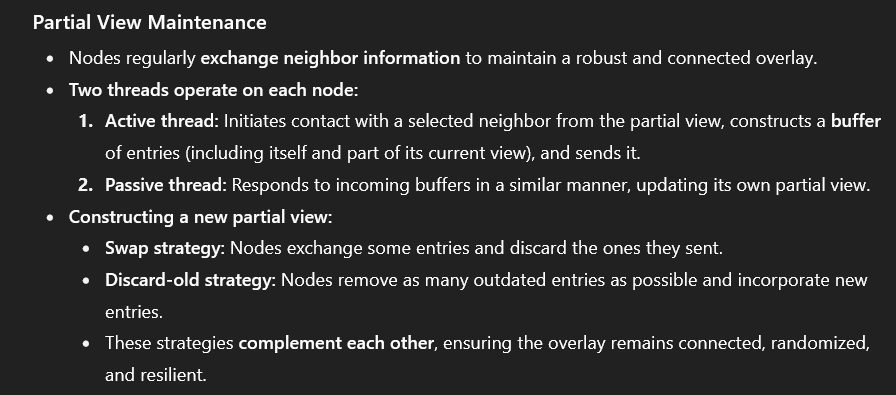 Partial View Maintenance
• Nodes regularly exchange neighbor information to maintain a robust and connected overlay.
• Two threads operate on each node:
1. Active thread: Initiates contact with a selected neighbor from the partial view, constructs a buffer
of entries (including itself and part of its current view), and sends it.
2. Passive thread: Responds to incoming buffers in a similar manner, updating its own partial view.
• Constructing a new partial view:
• Swap strategy: Nodes exchange some entries and discard the ones they sent.
• Discard-old strategy: Nodes remove as many outdated entries as possible and incorporate new
entries.
• These strategies complement each other, ensuring the overlay remains connected, randomized,
and resilient.